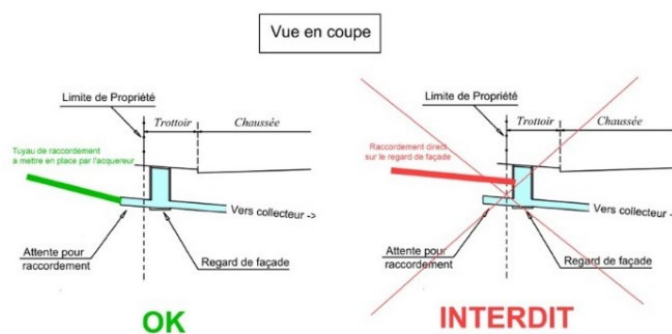 Vue en coupe
Limite de Propriété
Trottoir
Chaussée
Tuyau de raccordement
a mettre en place par l'acquereur
Vers collecteur ->
Attente pour
raccordement
Regard de façade
OK
Limite de Propriété
Trottoir
Chaussée
Raccordement direct
sur le regard de façade
Vers collecteur ->
Attente pour
raccordement
Regard de façade
INTERDIT